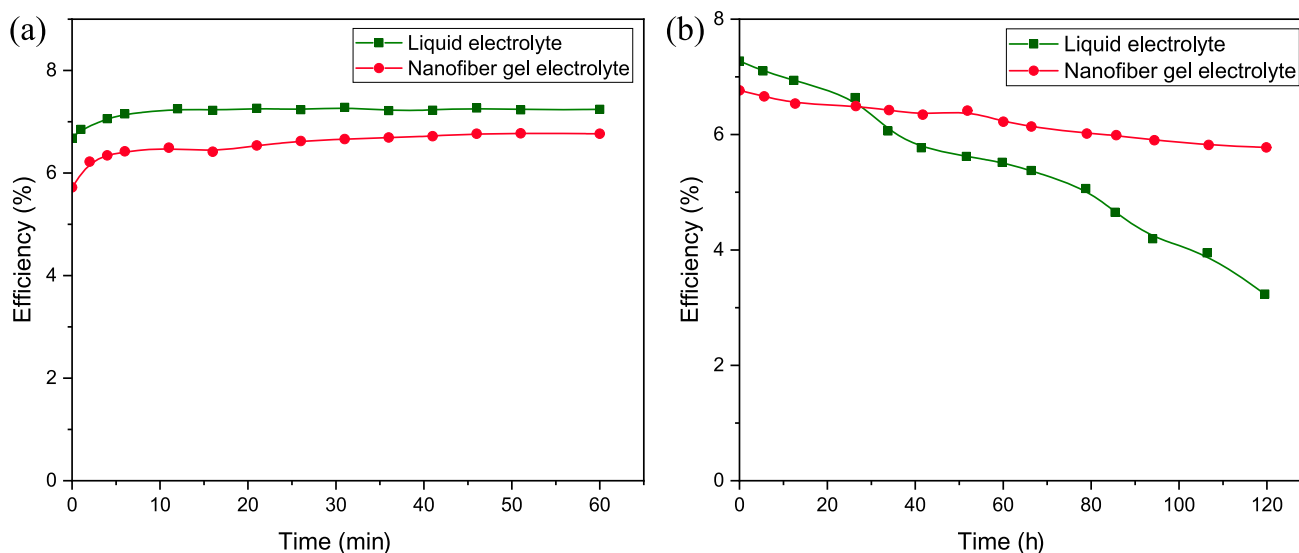 (a)
Liquid electrolyte
Nanofiber gel electrolyte
8
6
4
2
0
Efficiency (%)
0 10 20 30 40 50 60
Time (min)
(b)
Liquid electrolyte
Nanofiber gel electrolyte
8
6
4
2
0
Efficiency (%)
0 20 40 60 80 100 120
Time (h)